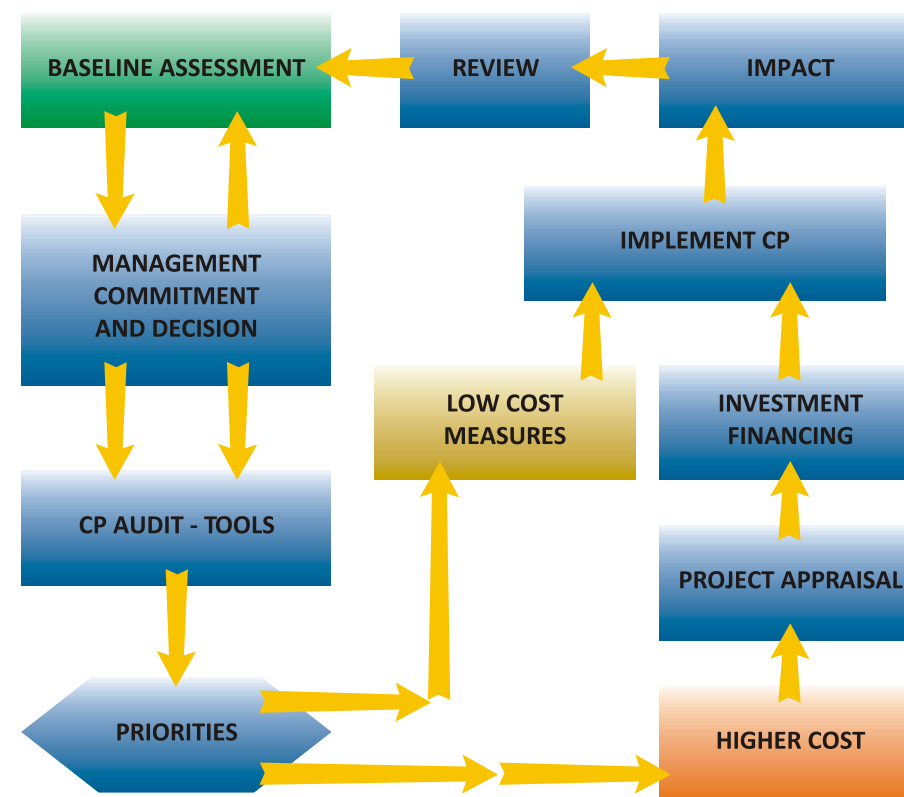 BASELINE ASSESSMENT
REVIEW
IMPACT
IMPLEMENT CP
MANAGEMENT
COMMITMENT
AND DECISION
LOW COST
MEASURES
INVESTMENT
FINANCING
CP AUDIT - TOOLS
PROJECT APPRAISAL
PRIORITIES
HIGHER COST